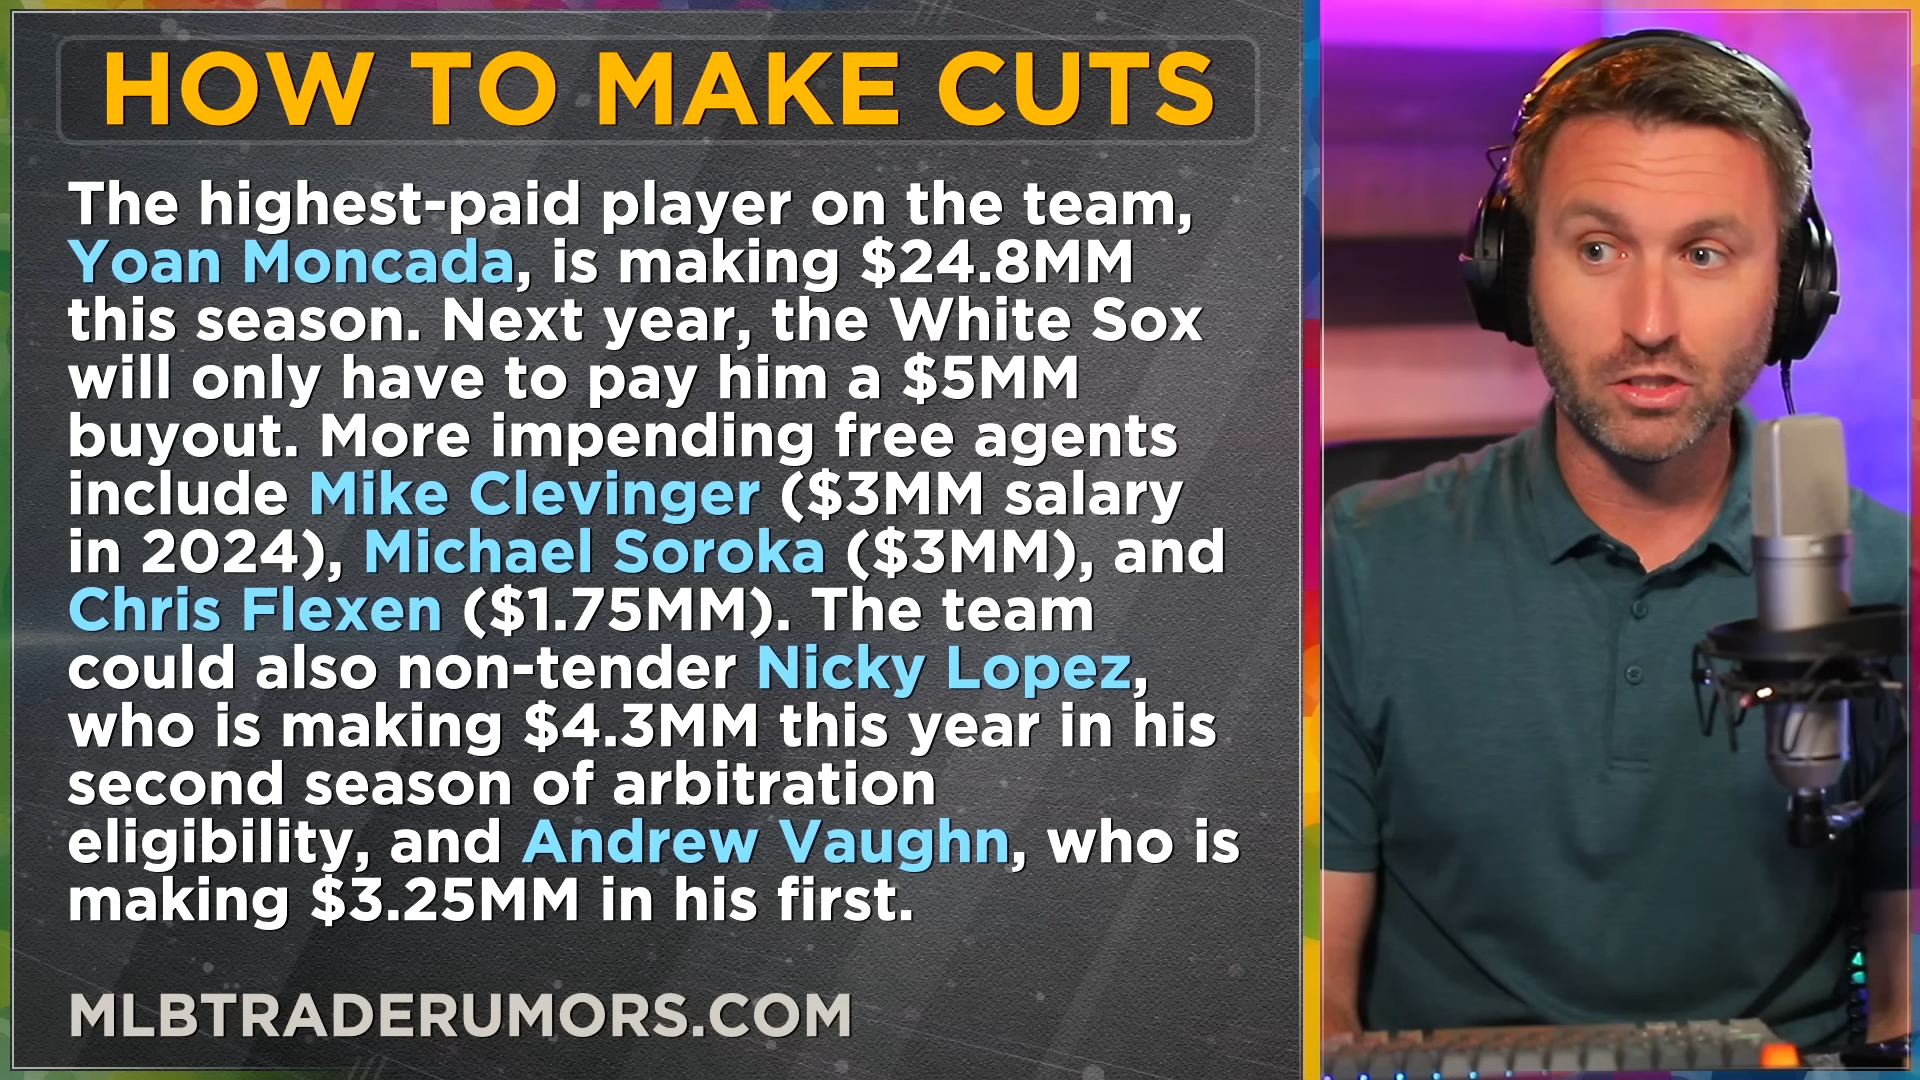 HOW TO MAKE CUTS
The highest-paid player on the team,
Yoan Moncada, is making $24.8MM
this season. Next year, the White Sox
will only have to pay him a $5MM
buyout. More impending free agents
include Mike Clevinger ($3MM salary
in 2024), Michael Soroka ($3MM), and
Chris Flexen ($1.75MM). The team
could also non-tender Nicky Lopez,
who is making $4.3MM this year in his
second season of arbitration
eligibility, and Andrew Vaughn, who is
making $3.25MM in his first.
MLBTRADERUMORS.COM